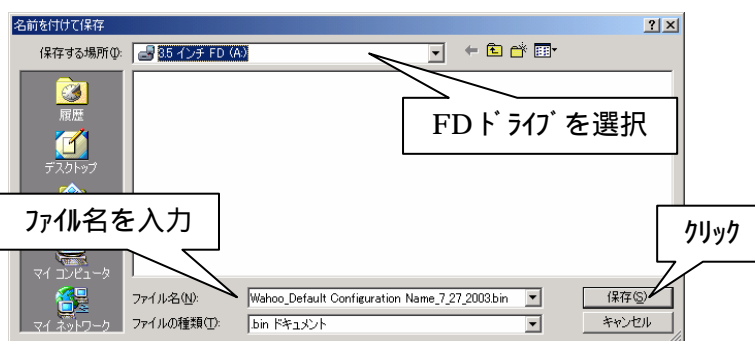 名前を付けて保存
保存する場所(I):
3.5 インチ FD (A:)
履歴
FDﾄﾞﾗｲﾌﾞを選択
デスクトップ
ﾌｧｲﾙ名を入力
ｸﾘｯｸ
マイ コンピュータ
ファイル名(N):
Wahoo_Default Configuration Name_7_27_2003.bin
保存(S)
マイ ネットワーク
ファイルの種類(T):
.bin ドキュメント
キャンセル